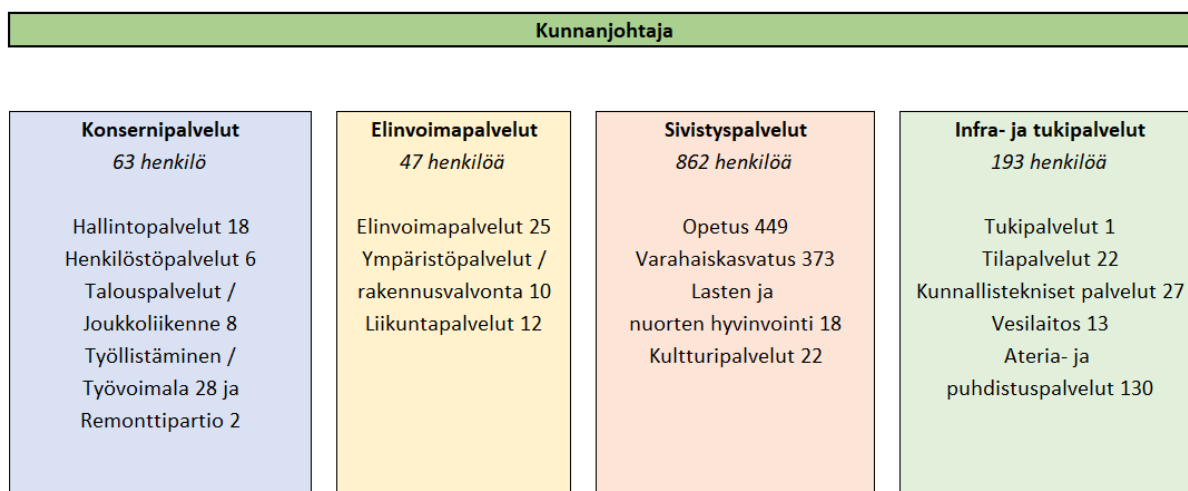 Kunnanjohtaja
Konsernipalvelut
63 henkilö
Hallintopalvelut 18
Henkilöstöpalvelut 6
Talouspalvelut /
Joukkoliikenne 8
Työllistäminen /
Työvoimala 28 ja
Remonttipartio 2
Elinvoimapalvelut
47 henkilöä
Elinvoimapalvelut 25
Ympäristöpalvelut /
rakennusvalvonta 10
Liikuntapalvelut 12
Sivistyspalvelut
862 henkilöä
Opetus 449
Varahaiskasvatus 373
Lasten ja
nuorten hyvinvointi 18
Kultturipalvelut 22
Infra- ja tukipalvelut
193 henkilöä
Tukipalvelut 1
Tilapalvelut 22
Kunnallistekniset palvelut 27
Vesilaitos 13
Ateria- ja
puhdistuspalvelut 130